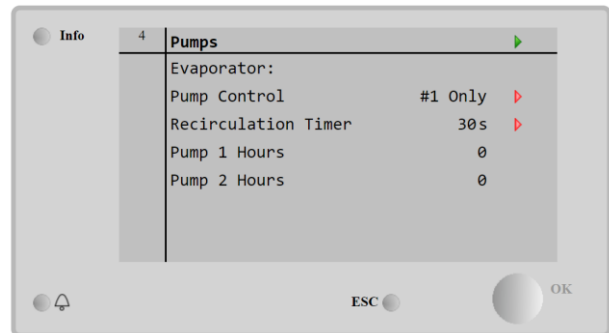 Info
4 Pumps
Evaporator:
Pump Control #1 Only
Recirculation Timer 30s
Pump 1 Hours 0
Pump 2 Hours 0
ESC
OK